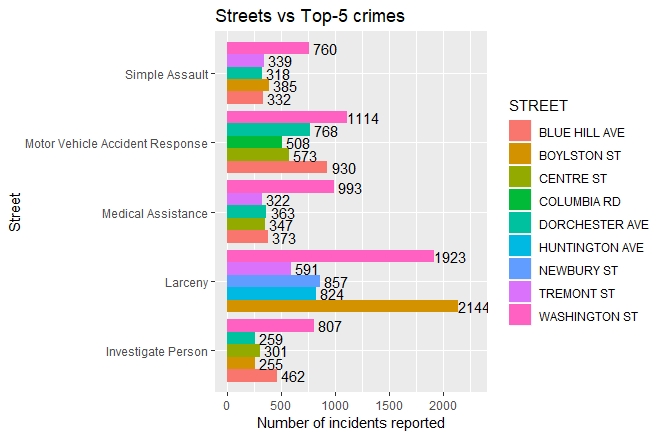 Streets vs Top-5 crimes
Street
Simple Assault
760
339
318
385
332
Motor Vehicle Accident Response
1114
768
508
573
930
Medical Assistance
993
322
363
347
373
Larceny
1923
591
857
824
2144
Investigate Person
807
259
301
255
462
0 500 1000 1500 2000
Number of incidents reported
STREET
BLUE HILL AVE
BOYLSTON ST
CENTRE ST
COLUMBIA RD
DORCHESTER AVE
HUNTINGTON AVE
NEWBURY ST
TREMONT ST
WASHINGTON ST